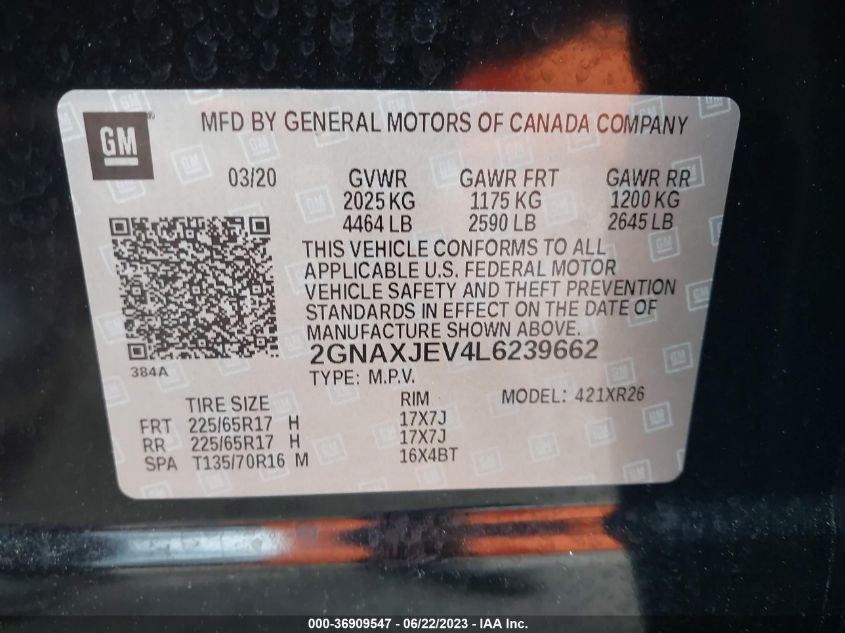 GM ®
MFD BY GENERAL MOTORS OF CANADA COMPANY
03/20 GVWR GAWR FRT GAWR RR
2025 KG 1175 KG 1200 KG
4464 LB 2590 LB 2645 LB
THIS VEHICLE CONFORMS TO ALL
APPLICABLE U.S. FEDERAL MOTOR
VEHICLE SAFETY AND THEFT PREVENTION
STANDARDS IN EFFECT ON THE DATE OF
MANUFACTURE SHOWN ABOVE.
2GNAXJEV4L6239662
384A
TYPE: M.P.V.
TIRE SIZE RIM MODEL: 421XR26
FRT 225/65R17 H 17X7J
RR 225/65R17 H 17X7J
SPA T135/70R16 M 16X4BT
000-36909547 - 06/22/2023 - IAA Inc.